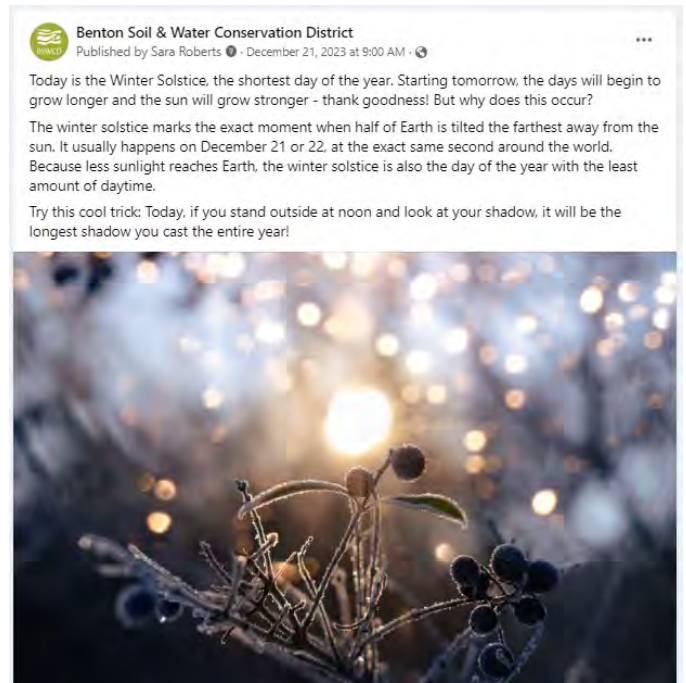 Benton Soil & Water Conservation District
Published by Sara Roberts · December 21, 2023 at 9:00 AM ·
Today is the Winter Solstice, the shortest day of the year. Starting tomorrow, the days will begin to
grow longer and the sun will grow stronger - thank goodness! But why does this occur?
The winter solstice marks the exact moment when half of Earth is tilted the farthest away from the
sun. It usually happens on December 21 or 22, at the exact same second around the world.
Because less sunlight reaches Earth, the winter solstice is also the day of the year with the least
amount of daytime.
Try this cool trick: Today, if you stand outside at noon and look at your shadow, it will be the
longest shadow you cast the entire year!